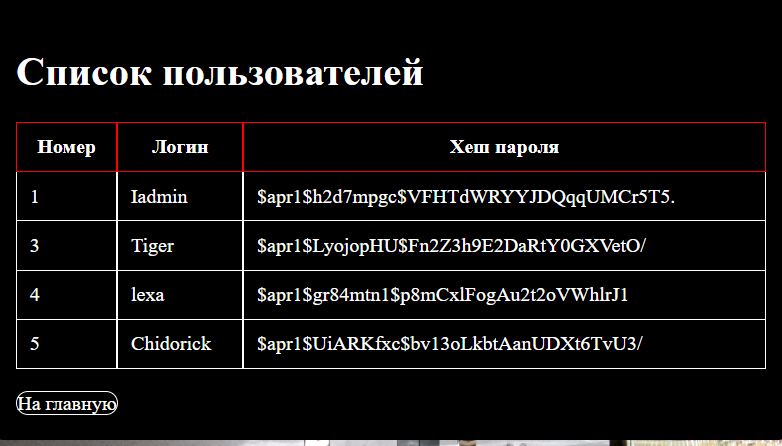 Список пользователей
Номер Логин Хеш пароля
1 Iadmin $apr1$h2d7mpgc$VFHTdWRYYJDQqqUMCr5T5.
3 Tiger $apr1$LyojopHU$Fn2Z3h9E2DaRtY0GXVetO/
4 lexa $apr1$gr84mtn1$p8mCxlFogAu2t2oVWhlrJ1
5 Chidorick $apr1$UiARKfxc$bv13oLkbtAanUDXt6TvU3/
На главную